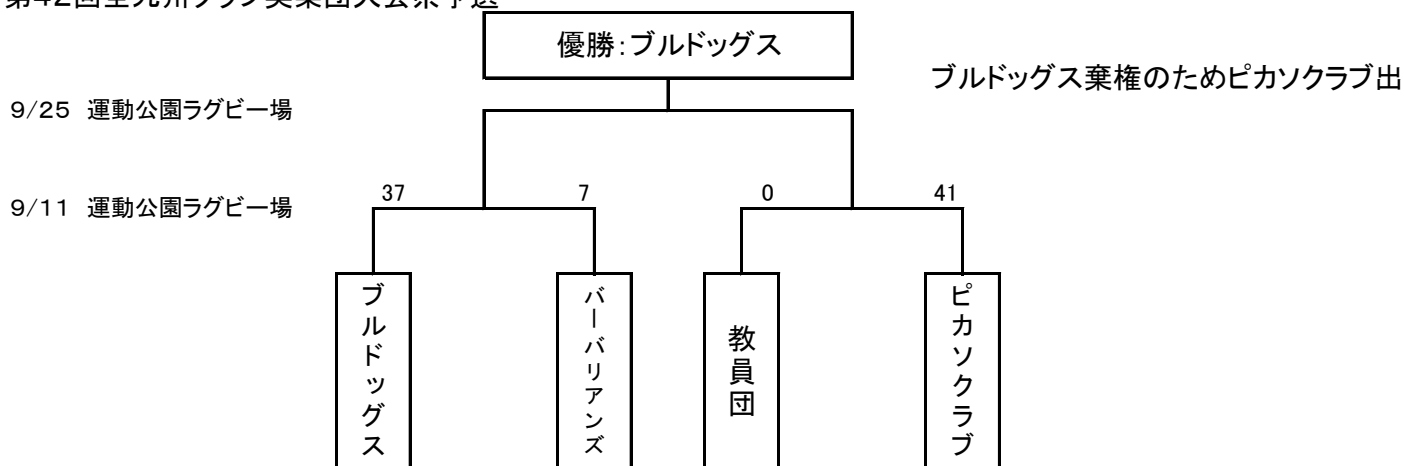 優勝：ブルドッグス
ブルドッグス棄権のためピカソクラブ出
9/25 運動公園ラグビー場
9/11 運動公園ラグビー場
37 7 0 41
ブルドッグス
バーバリアンズ
教員団
ピカソクラブ